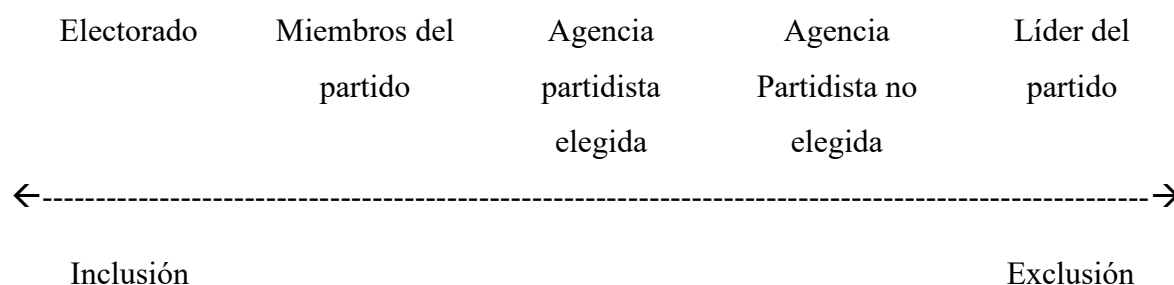 Electorado Miembros del Agencia Agencia Líder del
partido partidista Partidista no partido
elegida elegida
Inclusión Exclusión